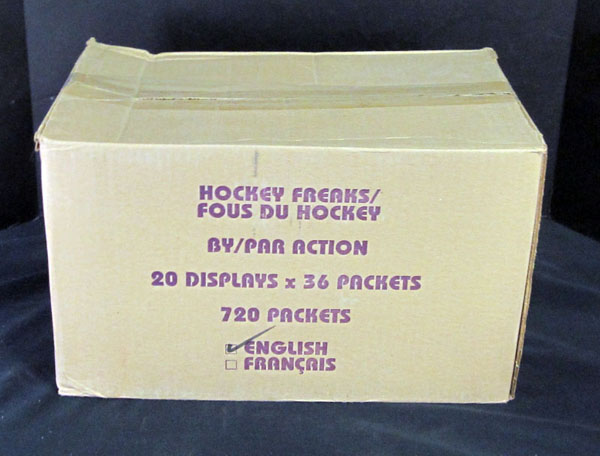 HOCKEY FREAKS/
FOUS DU HOCKEY
BY/PAR ACTION
20 DISPLAYS x 36 PACKETS
720 PACKETS
ENGLISH
FRANÇAIS